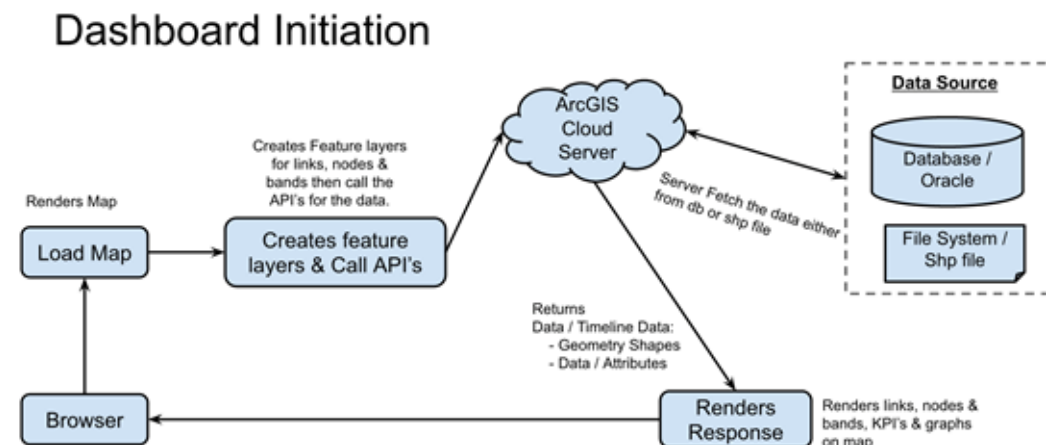 Dashboard Initiation
Creates Feature layers
for links, nodes &
bands then call the
API's for the data.
Renders Map
Load Map
Creates feature
layers & Call API's
ArcGIS
Cloud
Server
Server Fetch the data either
from db or shp file
Data Source
Database /
Oracle
File System /
Shp file
Returns
Data / Timeline Data:
- Geometry Shapes
- Data / Attributes
Browser
Renders
Response
Renders links, nodes &
bands, KPI's & graphs
on map